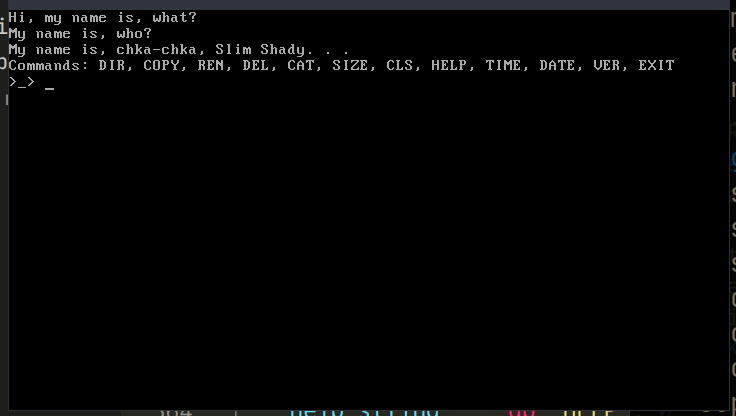 Hi, my name is, what?
My name is, who?
My name is, chka-chka, Slim Shady. . .
Commands: DIR, COPY, REN, DEL, CAT, SIZE, CLS, HELP, TIME, DATE, VER, EXIT
>_> _